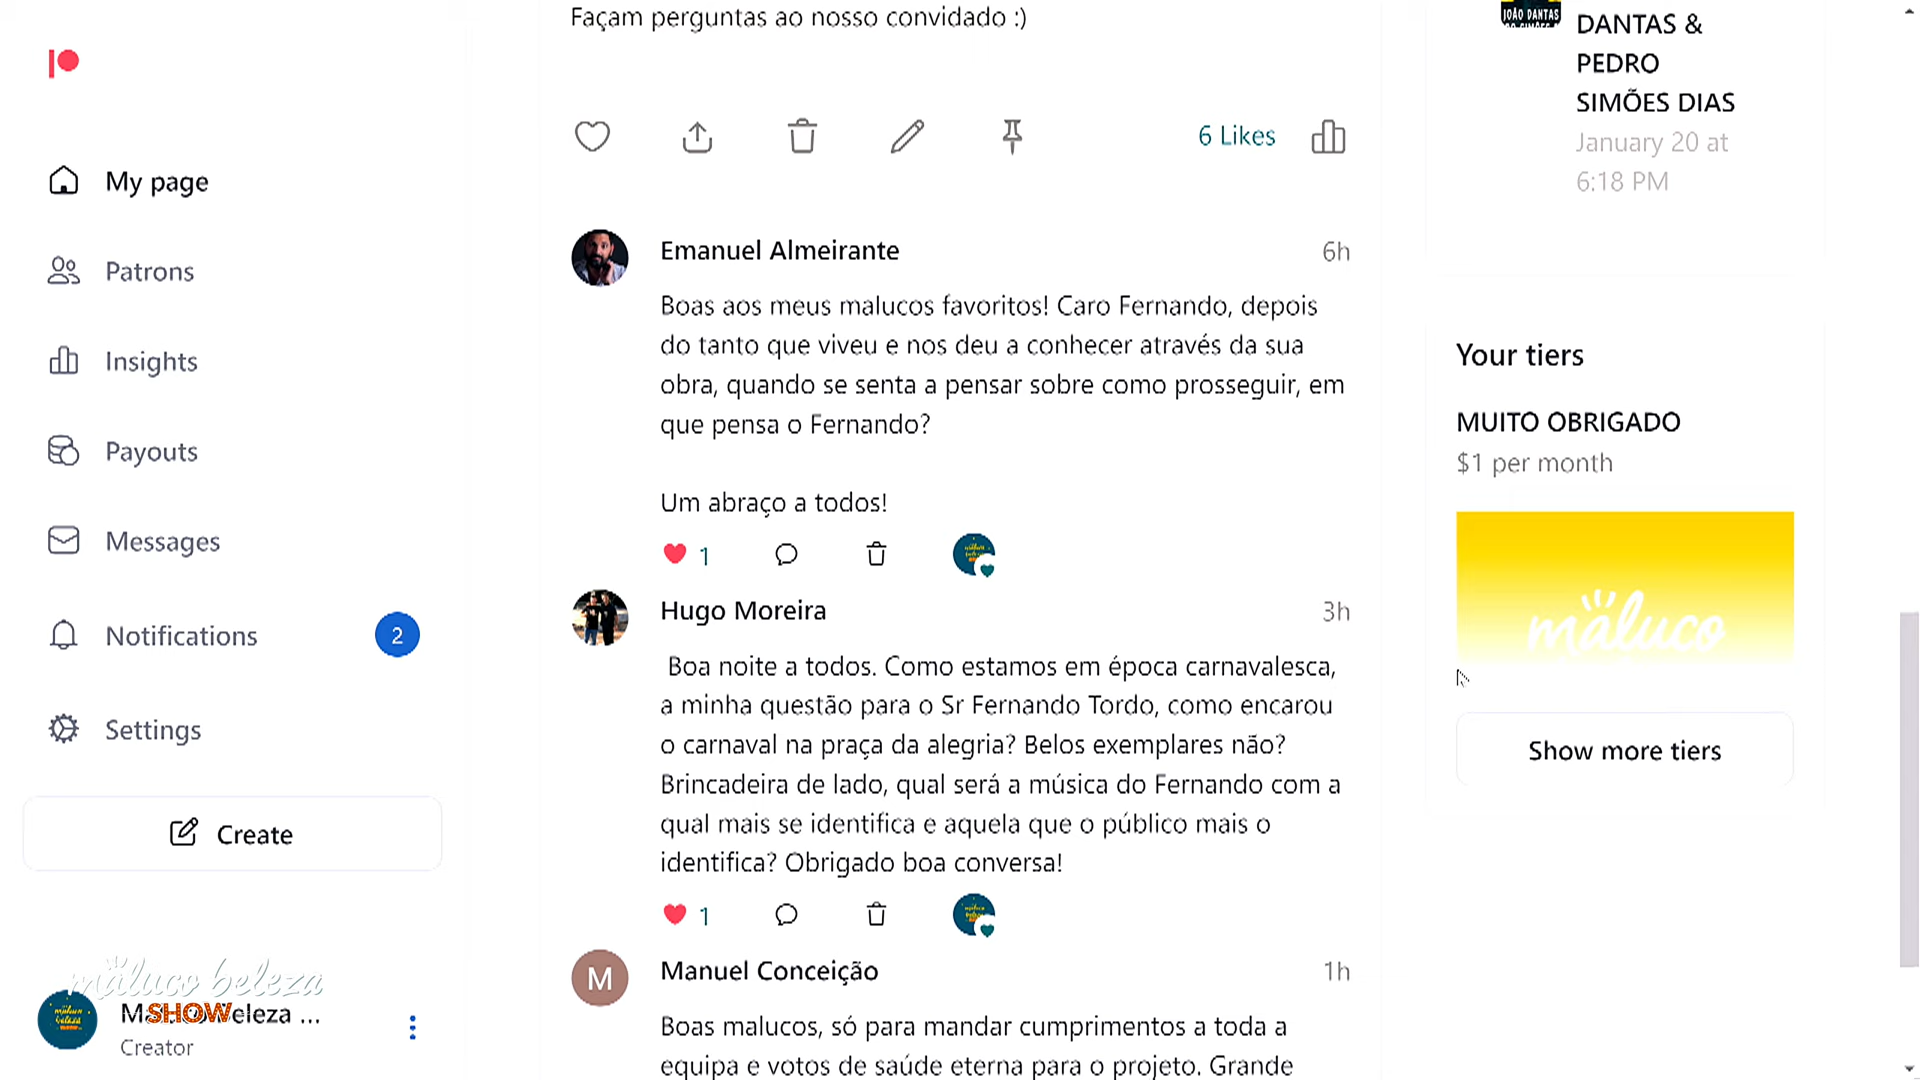 Façam perguntas ao nosso convidado :)
6 Likes
My page
Patrons
Insights
Payouts
Messages
Notifications
2
Settings
Create
maluco beleza
SHOW
Creator
Emanuel Almeirante
6h
Boas aos meus malucos favoritos! Caro Fernando, depois
do tanto que viveu e nos deu a conhecer através da sua
obra, quando se senta a pensar sobre como prosseguir, em
que pensa o Fernando?
Um abraço a todos!
1
Hugo Moreira
3h
Boa noite a todos. Como estamos em época carnavalesca,
a minha questão para o Sr Fernando Tordo, como encarou
o carnaval na praça da alegria? Belos exemplares não?
Brincadeira de lado, qual será a música do Fernando com a
qual mais se identifica e aquela que o público mais o
identifica? Obrigado boa conversa!
1
M
Manuel Conceição
1h
Boas malucos, só para mandar cumprimentos a toda a
equipa e votos de saúde eterna para o projeto. Grande
JOÃO DANTAS
DANTAS &
PEDRO
SIMÕES DIAS
January 20 at
6:18 PM
Your tiers
MUITO OBRIGADO
$1 per month
maluco
Show more tiers